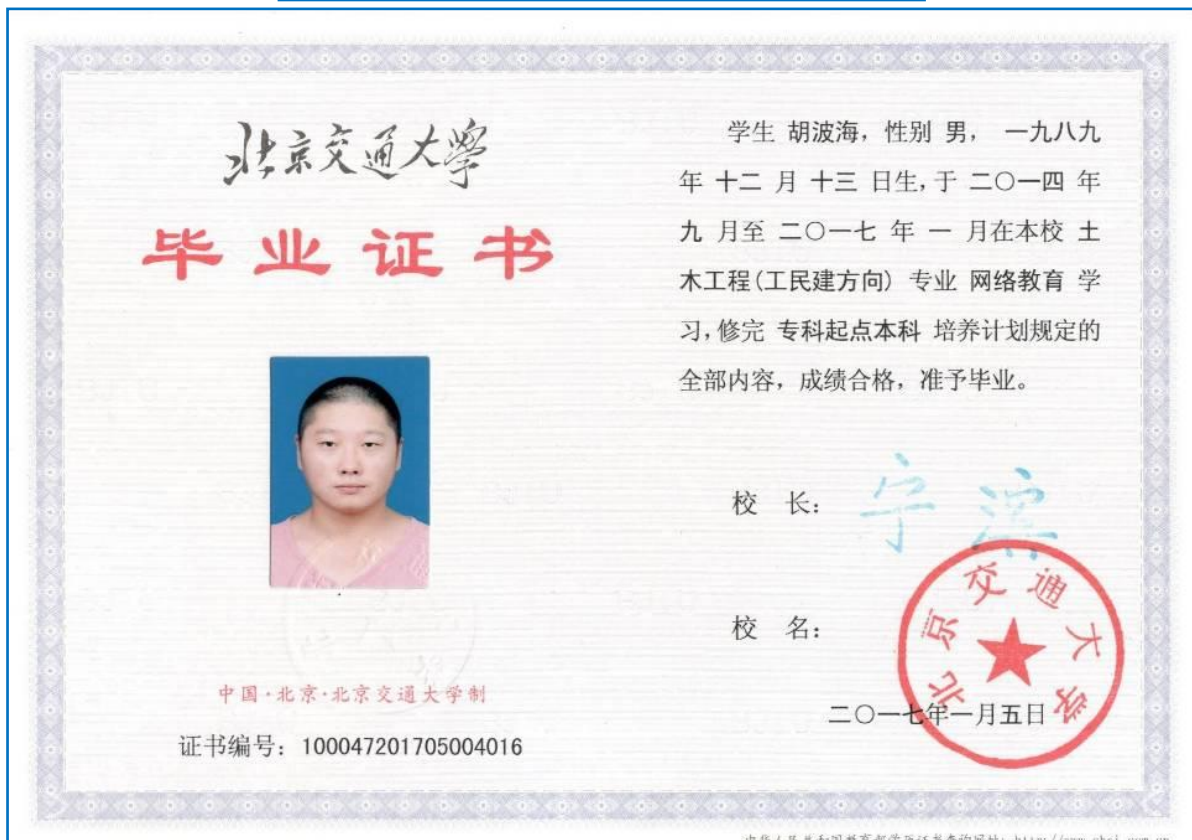 北京交通大学
毕业证书
中国·北京·北京交通大学制
证书编号：100047201705004016
学生 胡波海，性别 男， 一九八九
年 十二 月 十三 日生，于 二〇一四 年
九 月至 二〇一七 年 一 月在本校 土
木工程(工民建方向) 专业 网络教育 学
习，修完 专科起点本科 培养计划规定的
全部内容，成绩合格，准予毕业。
校 长：
宁滨
校 名：
北京交通大学
二〇一七年一月五日